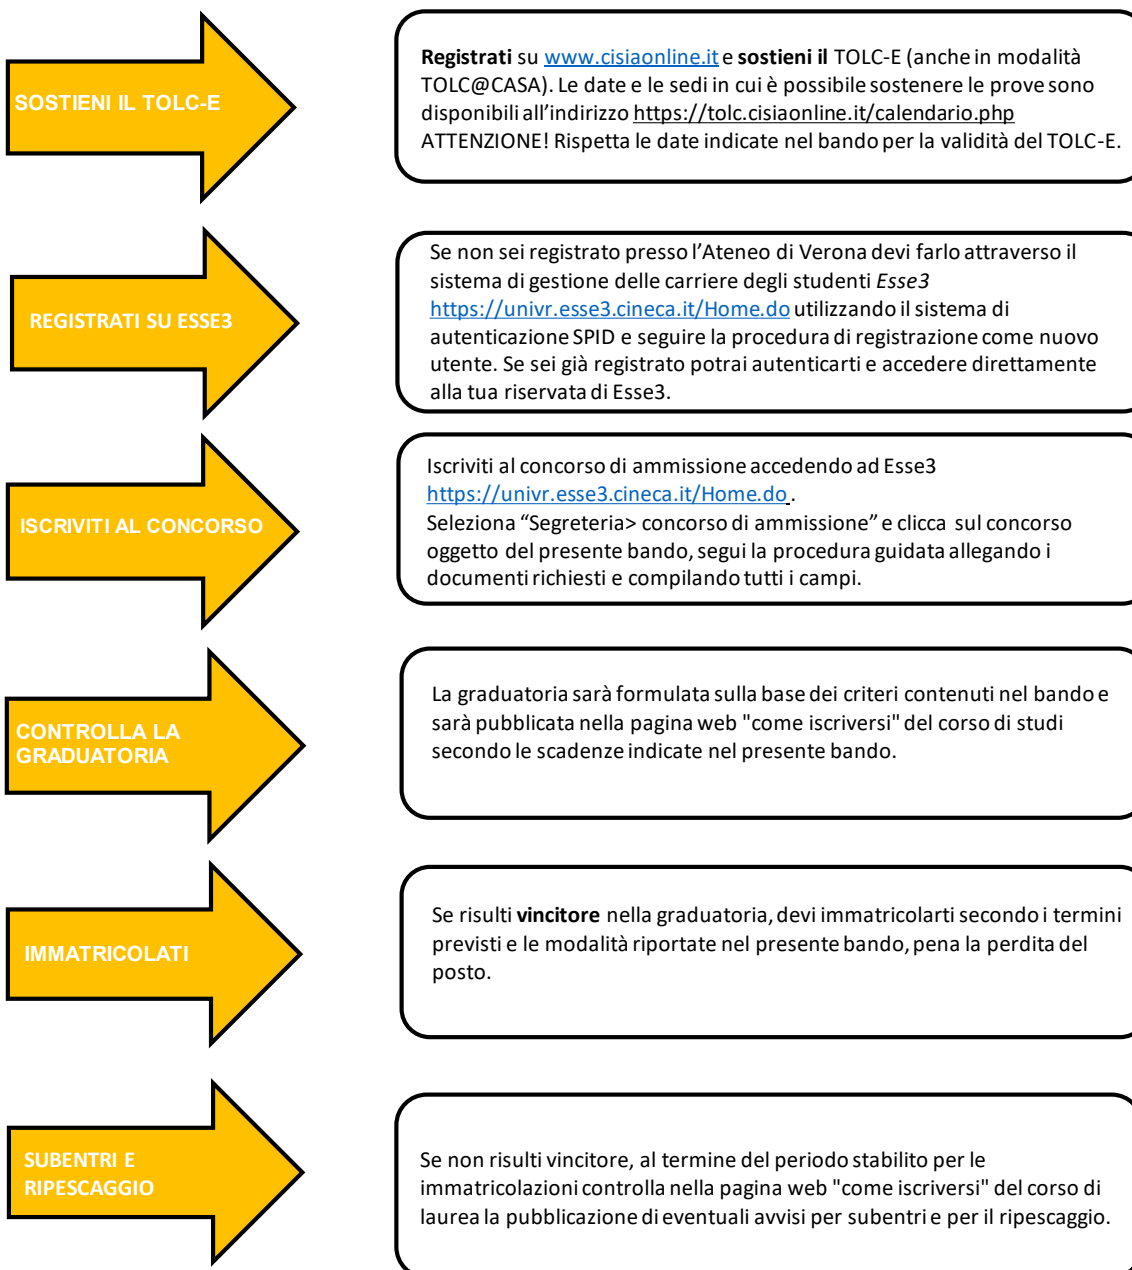 SOSTIENI IL TOLC-E
Registrati su www.cisiaonline.it e sostieni il TOLC-E (anche in modalità
TOLC@CASA). Le date e le sedi in cui è possibile sostenere le prove sono
disponibili all'indirizzo https://tolc.cisiaonline.it/calendario.php
ATTENZIONE! Rispetta le date indicate nel bando per la validità del TOLC-E.
REGISTRATI SU ESSE3
Se non sei registrato presso l'Ateneo di Verona devi farlo attraverso il
sistema di gestione delle carriere degli studenti Esse3
https://univr.esse3.cineca.it/Home.do utilizzando il sistema di
autenticazione SPID e seguire la procedura di registrazione come nuovo
utente. Se sei già registrato potrai autenticarti e accedere direttamente
alla tua riservata di Esse3.
ISCRIVITI AL CONCORSO
Iscriviti al concorso di ammissione accedendo ad Esse3
https://univr.esse3.cineca.it/Home.do .
Seleziona “Segreteria> concorso di ammissione” e clicca sul concorso
oggetto del presente bando, segui la procedura guidata allegando i
documenti richiesti e compilando tutti i campi.
CONTROLLA LA
GRADUATORIA
La graduatoria sarà formulata sulla base dei criteri contenuti nel bando e
sarà pubblicata nella pagina web "come iscriversi" del corso di studi
secondo le scadenze indicate nel presente bando.
IMMATRICOLATI
Se risulti vincitore nella graduatoria, devi immatricolarti secondo i termini
previsti e le modalità riportate nel presente bando, pena la perdita del
posto.
SUBENTRI E
RIPESCAGGIO
Se non risulti vincitore, al termine del periodo stabilito per le
immatricolazioni controlla nella pagina web "come iscriversi" del corso di
laurea la pubblicazione di eventuali avvisi per subentri e per il ripescaggio.